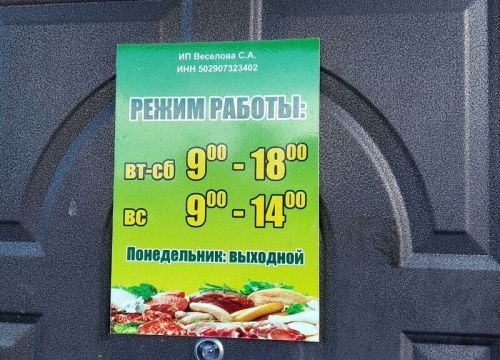 ИП Веселова С.А.
ИНН 502907323402
РЕЖИМ РАБОТЫ:
вт-сб 9⁰⁰ - 18⁰⁰
вс 9⁰⁰ - 14⁰⁰
Понедельник: выходной